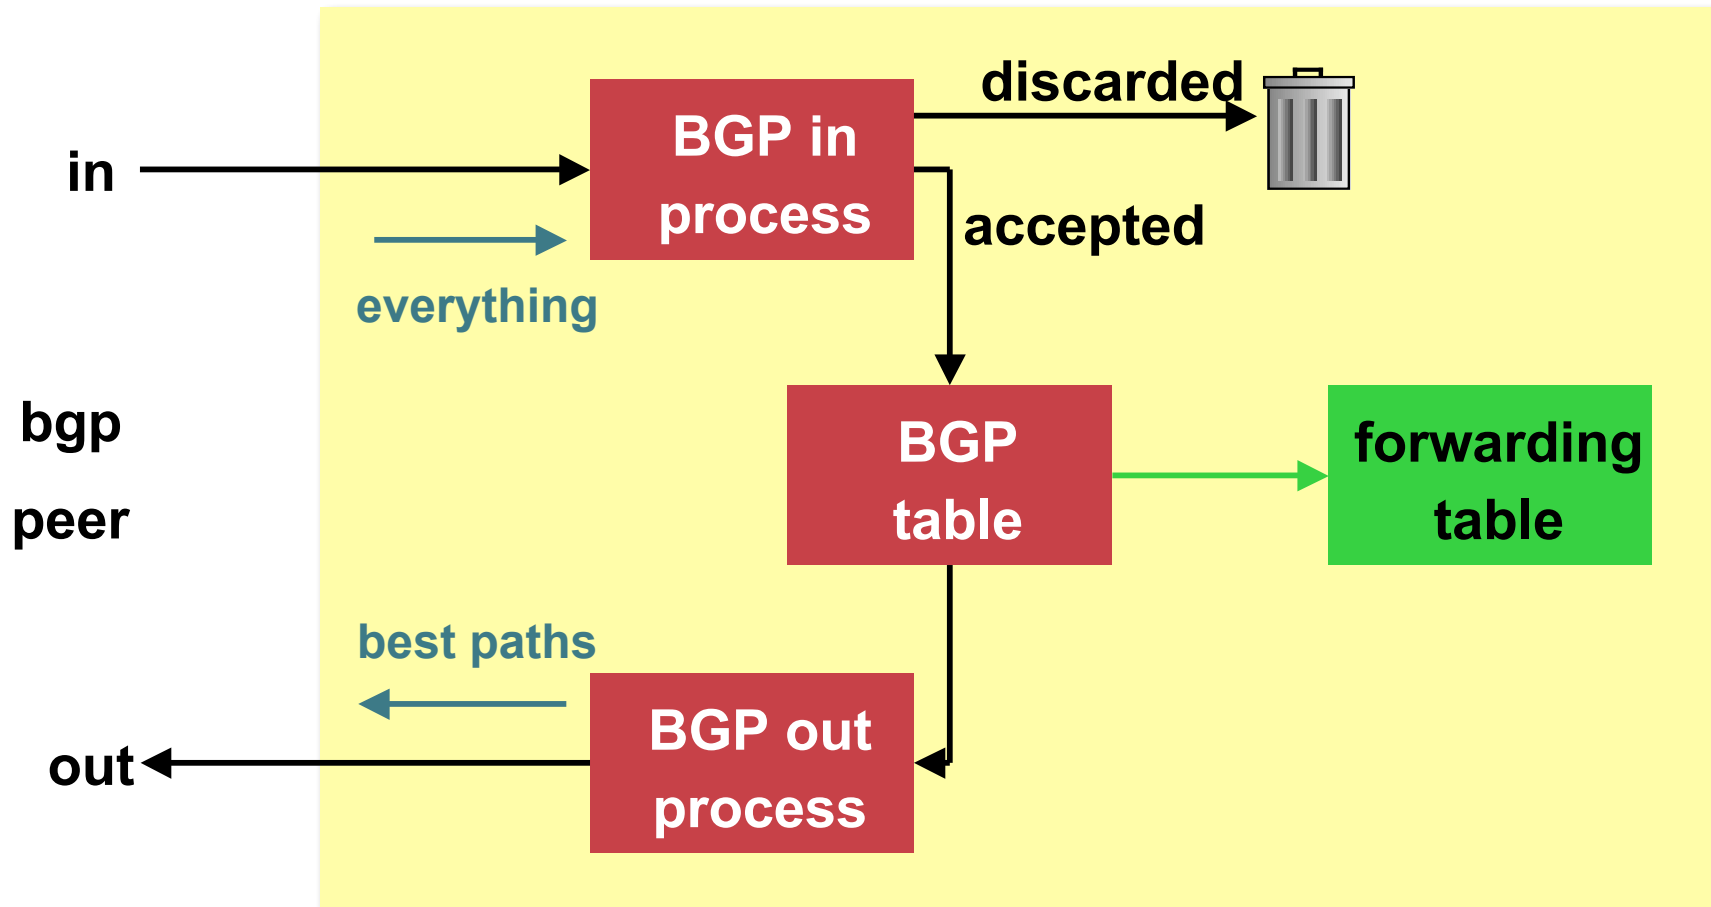 discarded
BGP in
process
in
accepted
everything
bgp
peer
BGP
table
forwarding
table
best paths
BGP out
process
out